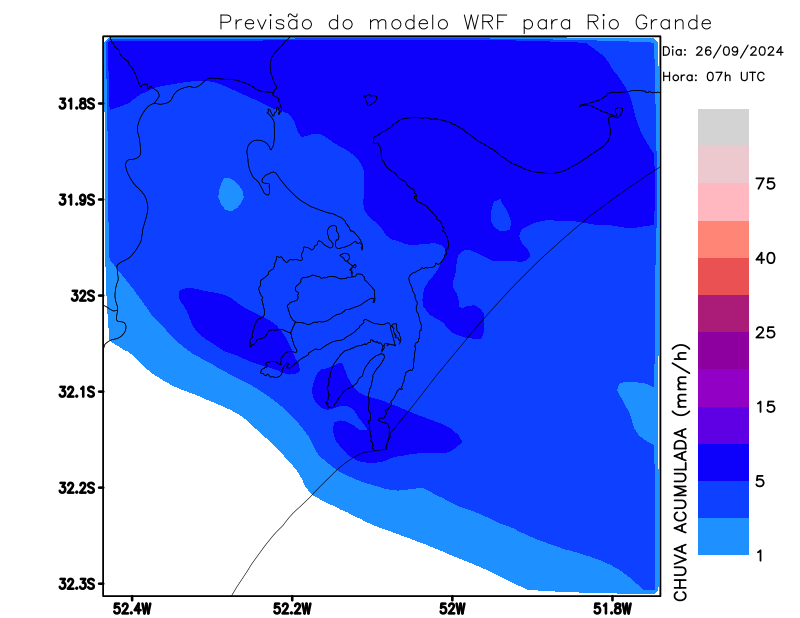 Previsão do modelo WRF para Rio Grande
Dia: 26/09/2024
Hora: 07h UTC
31.8S
31.9S
32S
32.1S
32.2S
32.3S
52.4W
52.2W
52W
51.8W
75
40
25
15
5
1
CHUVA ACUMULADA (mm/h)